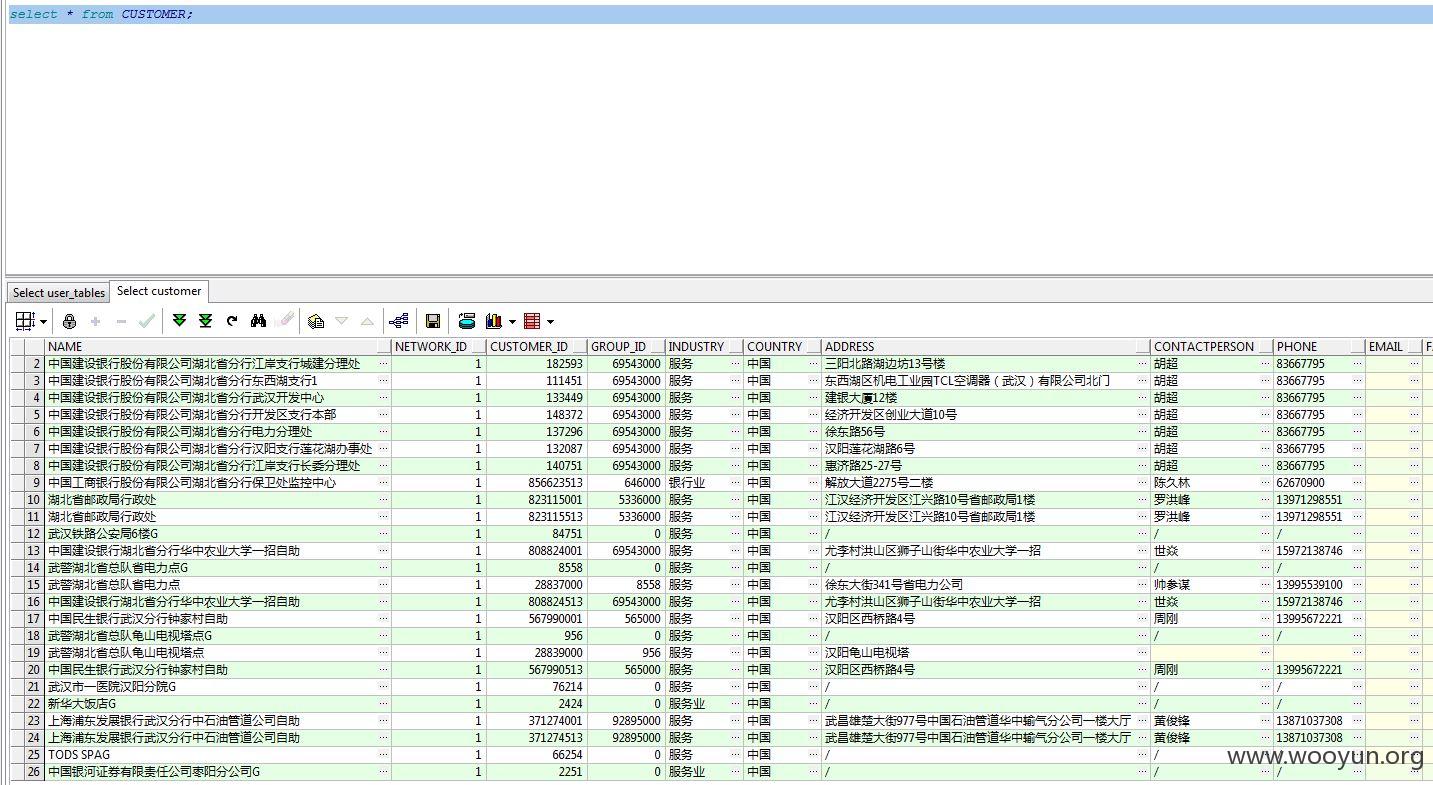 select * from CUSTOMER;
Select user_tables Select customer
NAME NETWORK_ID CUSTOMER_ID GROUP_ID INDUSTRY COUNTRY ADDRESS CONTACTPERSON PHONE EMAIL F
2 中国建设银行股份有限公司湖北省分行江岸支行城建分理处 1 182593 69543000 服务 中国 三阳北路湖边坊13号楼 胡超 83667795
3 中国建设银行股份有限公司湖北省分行东西湖支行1 1 111451 69543000 服务 中国 东西湖区机电工业园TCL空调器（武汉）有限公司北门 胡超 83667795
4 中国建设银行股份有限公司湖北省分行武汉开发中心 1 133449 69543000 服务 中国 建银大厦12楼 胡超 83667795
5 中国建设银行股份有限公司湖北省分行开发区支行本部 1 148372 69543000 服务 中国 经济开发区创业大道10号 胡超 83667795
6 中国建设银行股份有限公司湖北省分行电力分理处 1 137296 69543000 服务 中国 徐东路56号 胡超 83667795
7 中国建设银行股份有限公司湖北省分行汉阳支行莲花湖办事处 1 132087 69543000 服务 中国 汉阳莲花湖路6号 胡超 83667795
8 中国建设银行股份有限公司湖北省分行江岸支行长委分理处 1 140751 69543000 服务 中国 惠济路25-27号 胡超 83667795
9 中国工商银行股份有限公司湖北省分行保卫处监控中心 1 856623513 646000 银行业 中国 解放大道2275号二楼 陈久林 62670900
10 湖北省邮政局行政处 1 823115001 5336000 服务 中国 江汉经济开发区江兴路10号省邮政局1楼 罗洪峰 13971298551
11 湖北省邮政局行政处 1 823115513 5336000 服务 中国 江汉经济开发区江兴路10号省邮政局1楼 罗洪峰 13971298551
12 武汉铁路公安局6楼G 1 84751 0 服务 中国 / / /
13 中国建设银行湖北省分行华中农业大学一招自助 1 808824001 69543000 服务 中国 尤李村洪山区狮子山街华中农业大学一招 世焱 15972138746
14 武警湖北省总队省电力点G 1 8558 0 服务 中国 / / /
15 武警湖北省总队省电力点 1 28837000 8558 服务 中国 徐东大街341号省电力公司 帅参谋 13995539100
16 中国建设银行湖北省分行华中农业大学一招自助 1 808824513 69543000 服务 中国 尤李村洪山区狮子山街华中农业大学一招 世焱 15972138746
17 中国民生银行武汉分行钟家村自助 1 567990001 565000 服务 中国 汉阳区西桥路4号 周刚 13995672221
18 武警湖北省总队龟山电视塔点G 1 956 0 服务 中国 / / /
19 武警湖北省总队龟山电视塔点 1 28839000 956 服务 中国 汉阳龟山电视塔
20 中国民生银行武汉分行钟家村自助 1 567990513 565000 服务 中国 汉阳区西桥路4号 周刚 13995672221
21 武汉市一医院汉阳分院G 1 76214 0 服务 中国 / / /
22 新华大饭店G 1 2424 0 服务业 中国 / / /
23 上海浦东发展银行武汉分行中石油管道公司自助 1 371274001 92895000 服务 中国 武昌雄楚大街977号中国石油管道华中输气分公司一楼大厅 黄俊锋 13871037308
24 上海浦东发展银行武汉分行中石油管道公司自助 1 371274513 92895000 服务 中国 武昌雄楚大街977号中国石油管道华中输气分公司一楼大厅 黄俊锋 13871037308
25 TODS SPAG 1 66254 0 服务 中国 / / /
26 中国银河证券有限责任公司枣阳分公司G 1 2251 0 服务业 中国 / / /
www.wooyun.org